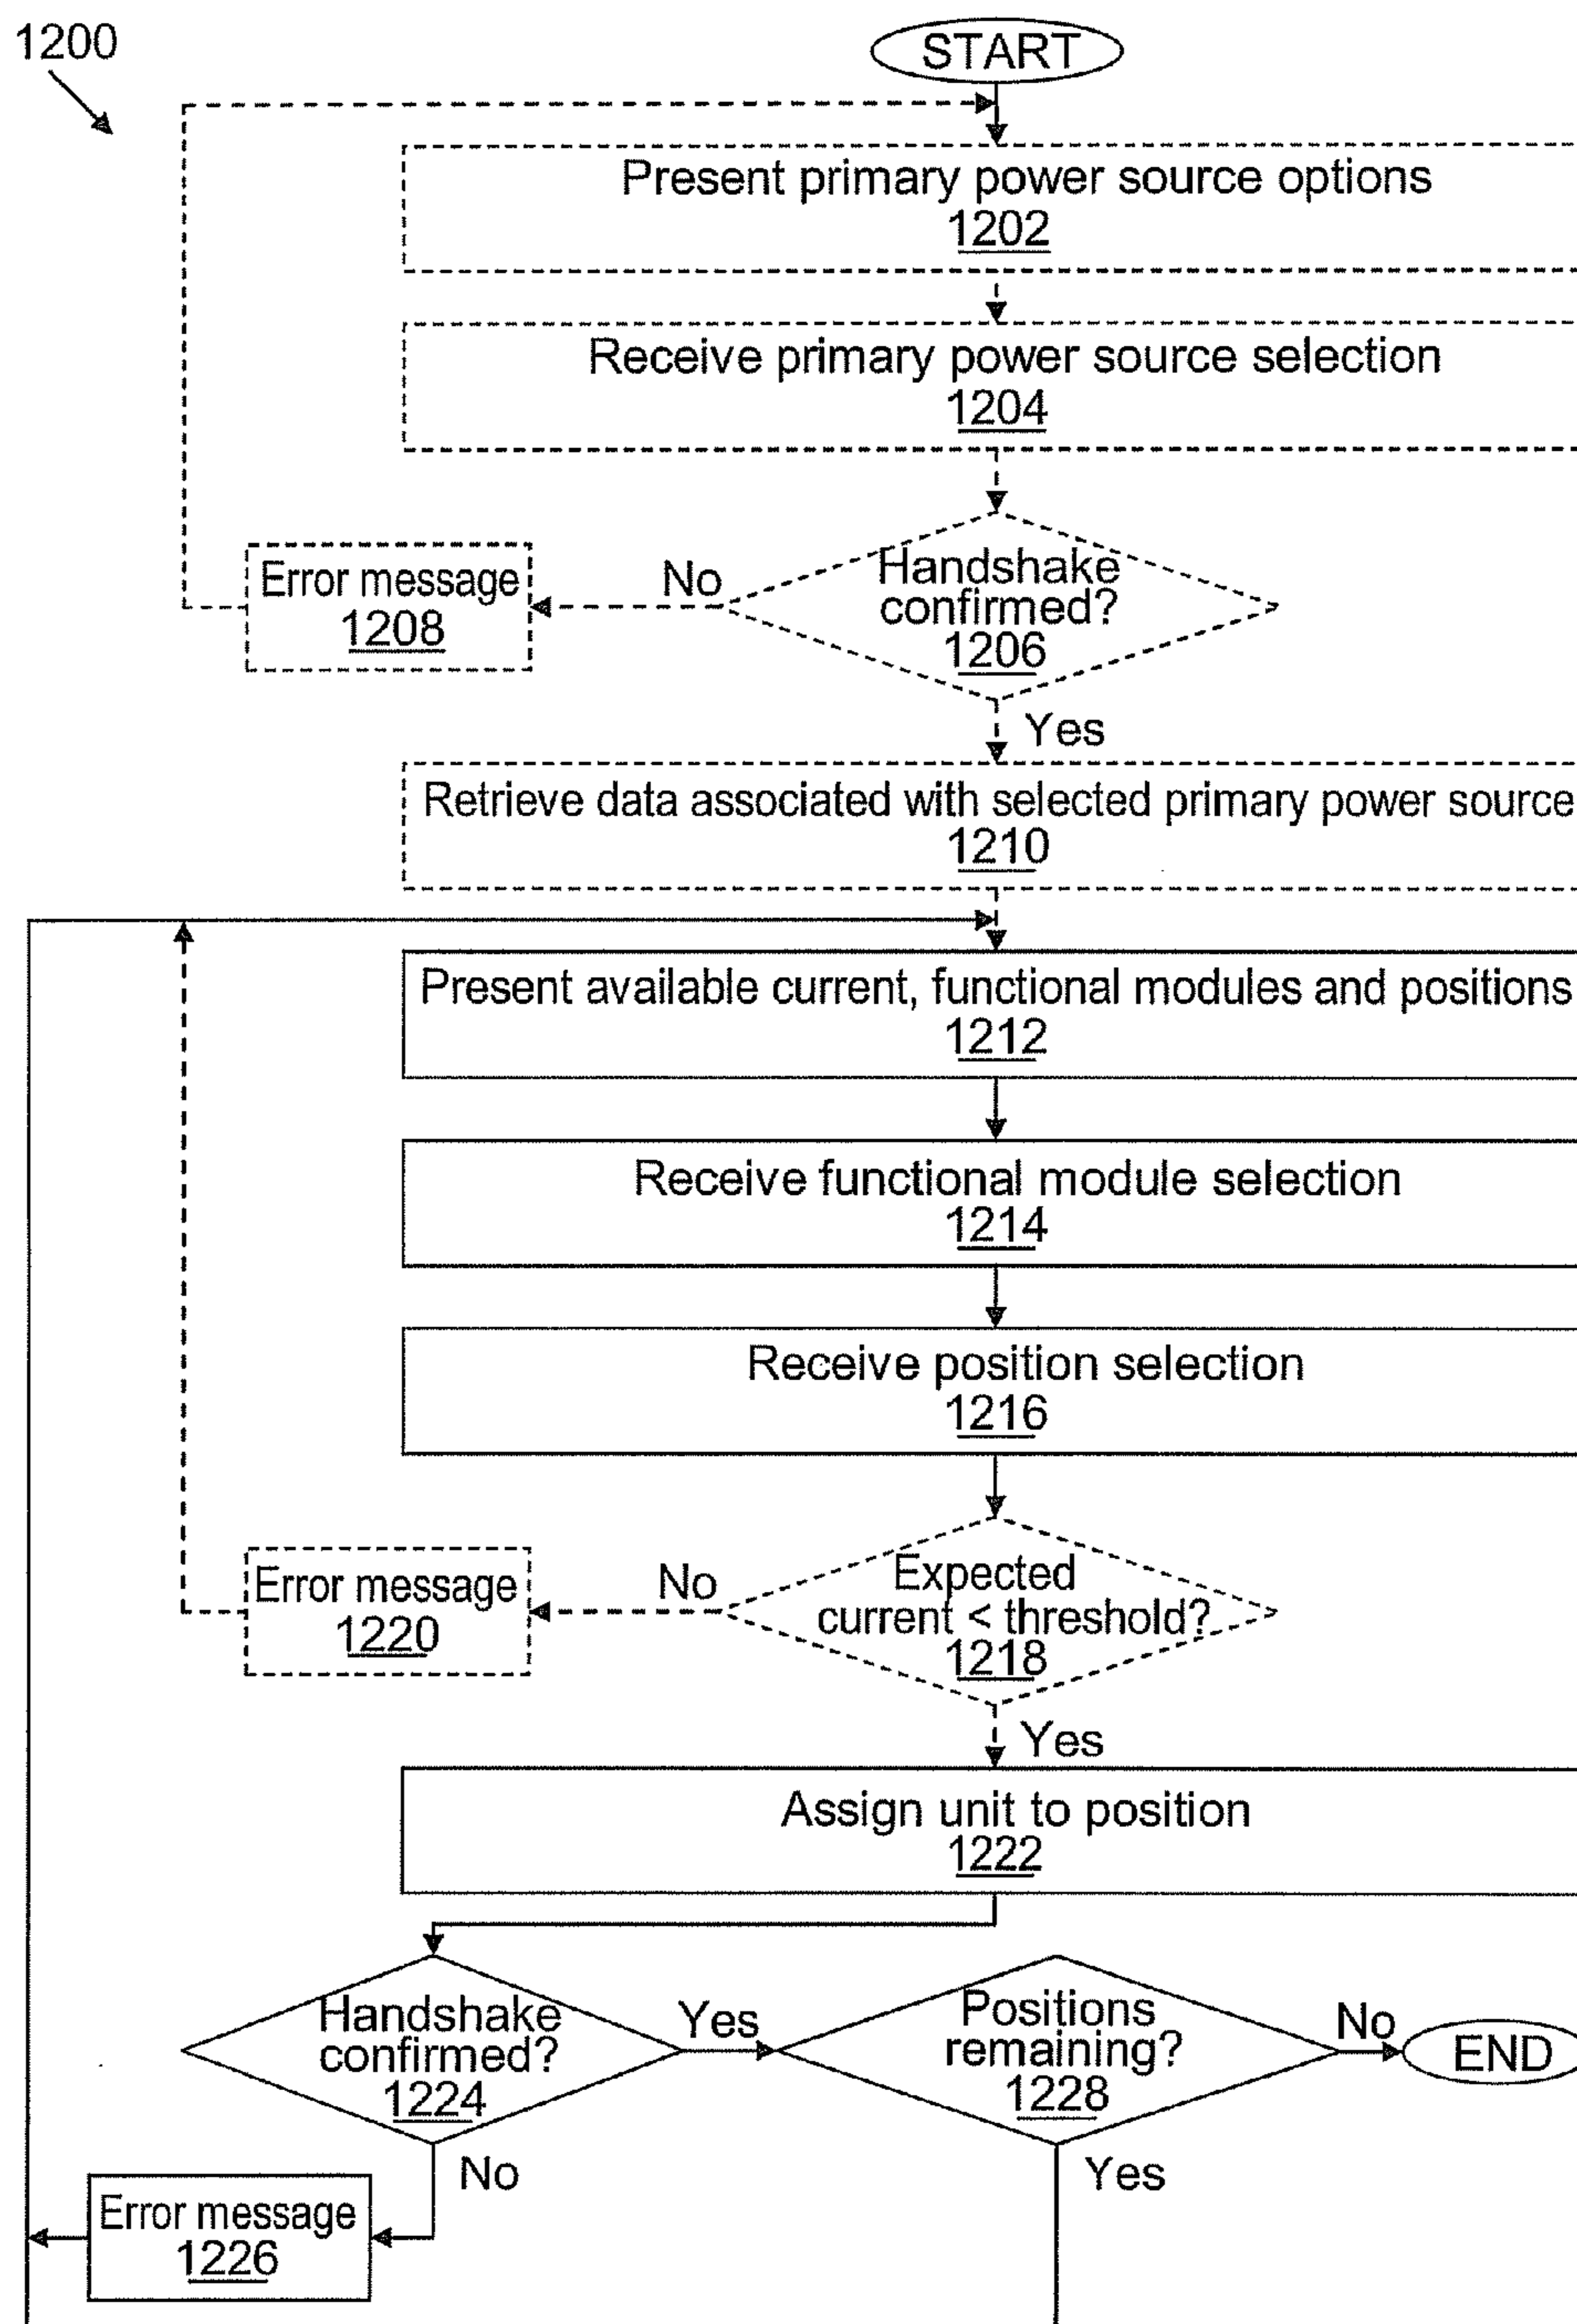 1200
START
Present primary power source options
1202
Receive primary power source selection
1204
Handshake
confirmed?
1206
No
Error message
1208
Yes
Retrieve data associated with selected primary power source
1210
Present available current, functional modules and positions
1212
Receive functional module selection
1214
Receive position selection
1216
Expected
current < threshold?
1218
No
Error message
1220
Yes
Assign unit to position
1222
Handshake
confirmed?
1224
Yes
Positions
remaining?
1228
No
END
No
Error message
1226
Yes